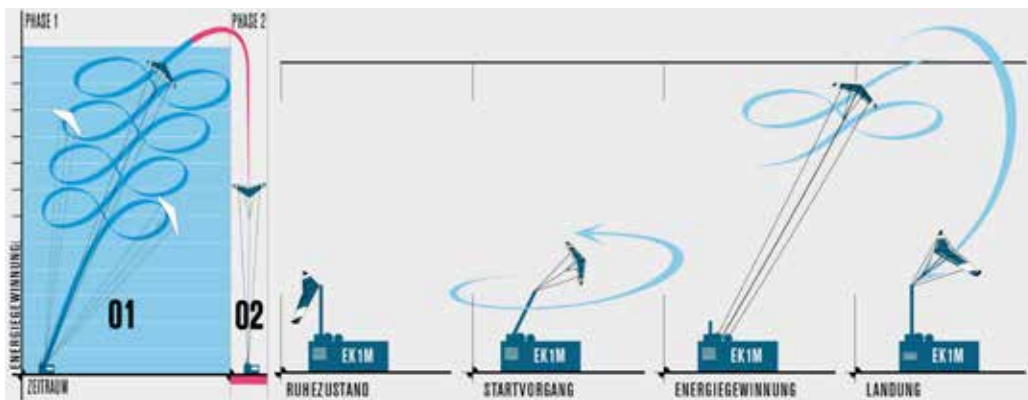 PHASE 1
PHASE 2
ENERGIEGEWINNUNG
01
02
ZEITRAUM
EK1M
EK1M
EK1M
EK1M
RUHEZUSTAND
STARTVORGANG
ENERGIEGEWINNUNG
LANDUNG